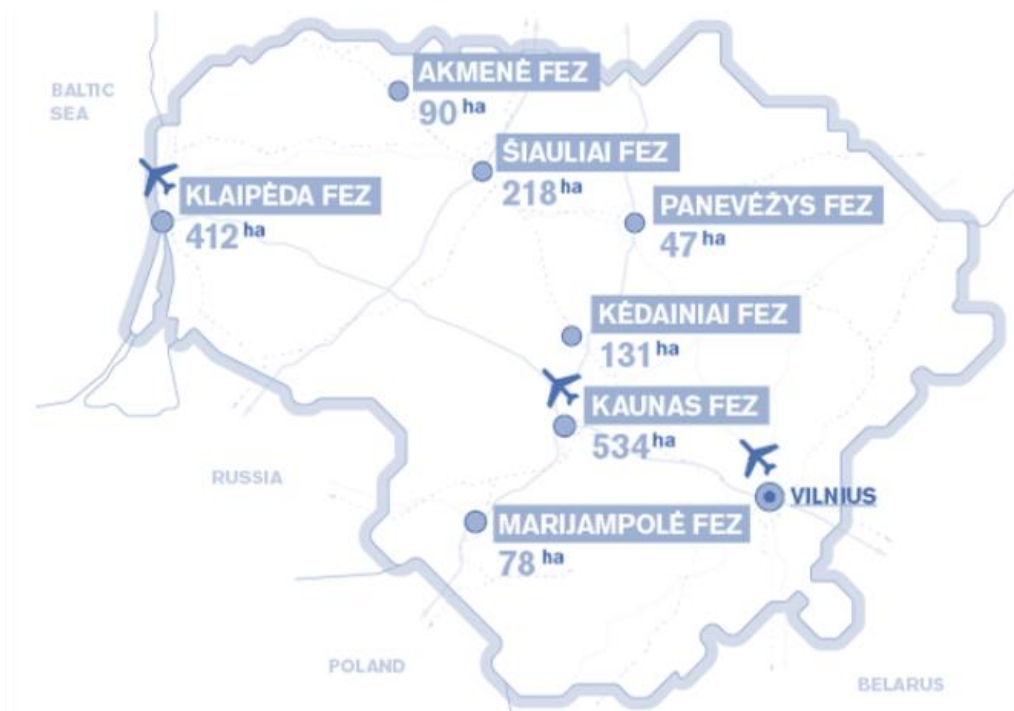 AKMENĖ FEZ
90 ha
BALTIC
SEA
ŠIAULIAI FEZ
218 ha
KLAIPĖDA FEZ
412 ha
PANEVĖŽYS FEZ
47 ha
KĖDAINIAI FEZ
131 ha
KAUNAS FEZ
534 ha
RUSSIA
VILNIUS
MARIJAMPOLĖ FEZ
78 ha
POLAND
BELARUS